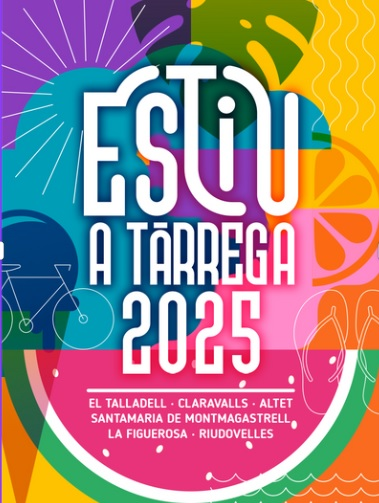 ESTIU
A TÀRREGA
2025
EL TALLADELL · CLARAVALLS · ALTET
SANTAMARIA DE MONTMAGASTRELL
LA FIGUEROSA · RIUDOVELLES